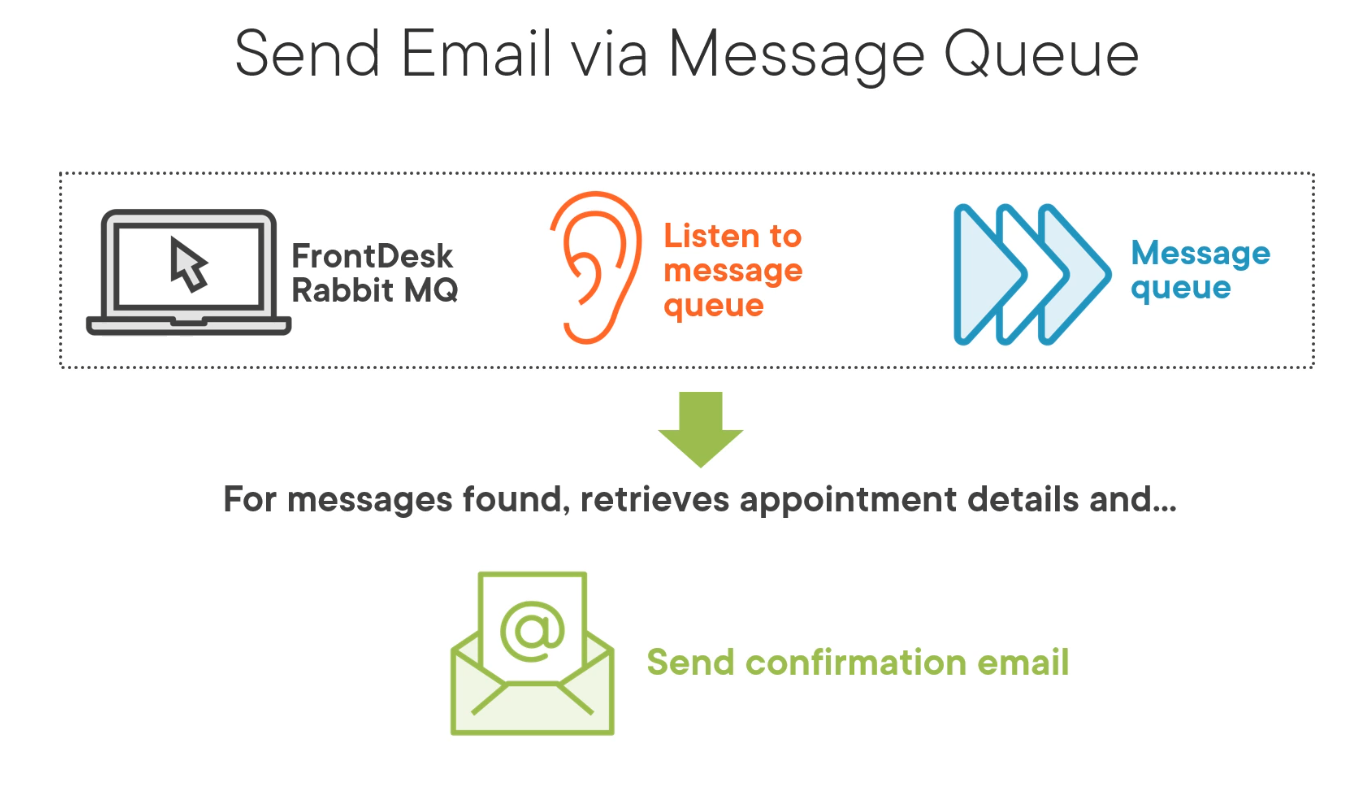 Send Email via Message Queue
FrontDesk
Rabbit MQ
Listen to
message
queue
Message
queue
For messages found, retrieves appointment details and...
@
Send confirmation email